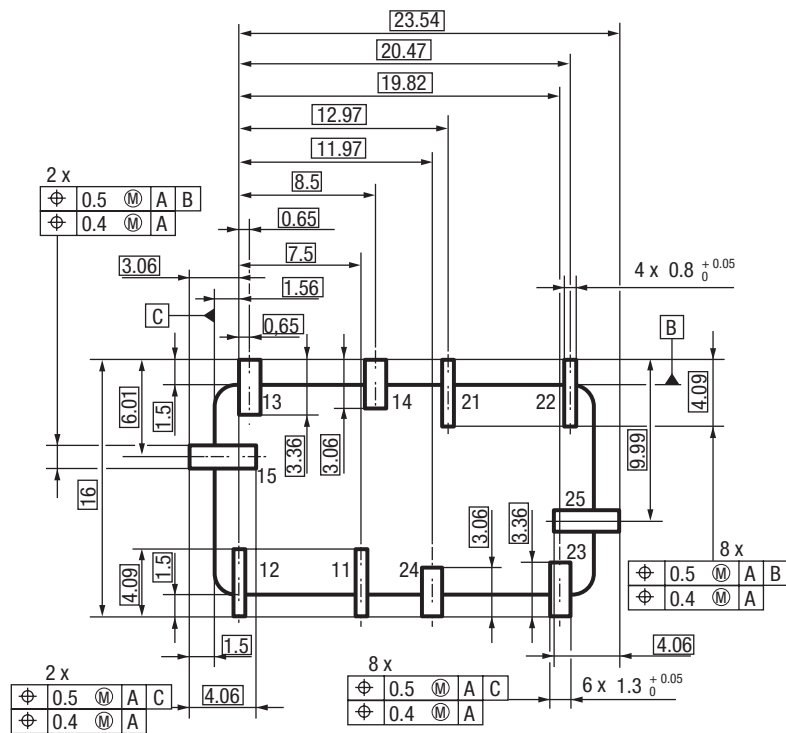 23.54
20.47
19.82
12.97
11.97
8.5
2 x
⌖ 0.5 Ⓜ A B
⌖ 0.4 Ⓜ A
0.65
7.5
3.06
1.56
4 x 0.8 + 0.05 0
C
0,65
B
6.01
1.5
13
3.36
3.06
14
21
22
9.99
4.09
16
15
25
4.09
1.5
12
11
24
3.06
3.36
23
8 x
⌖ 0.5 Ⓜ A B
⌖ 0.4 Ⓜ A
1.5
4.06
2 x
⌖ 0.5 Ⓜ A C
⌖ 0.4 Ⓜ A
4.06
8 x
⌖ 0.5 Ⓜ A C
⌖ 0.4 Ⓜ A
6 x 1.3 + 0.05 0